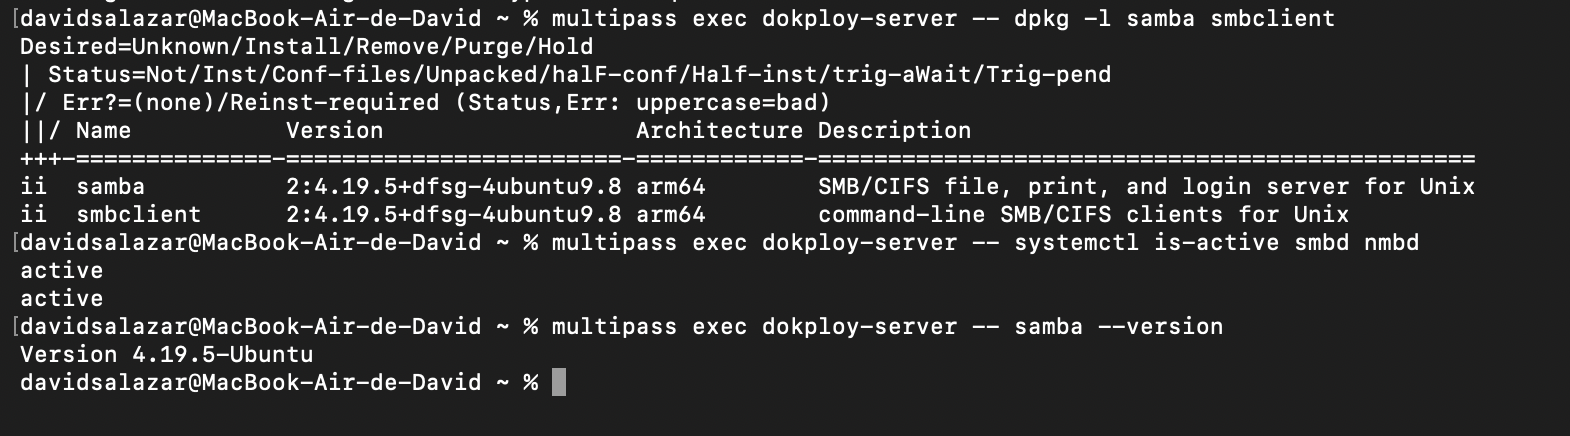 [davidsalazar@MacBook-Air-de-David ~ % multipass exec dokploy-server -- dpkg -l samba smbclient
Desired=Unknown/Install/Remove/Purge/Hold
| Status=Not/Inst/Conf-files/Unpacked/halF-conf/Half-inst/trig-aWait/Trig-pend
|/ Err?=(none)/Reinst-required (Status,Err: uppercase=bad)
||/ Name           Version                  Architecture Description
+++-==============-========================-============-===============================================
ii  samba          2:4.19.5+dfsg-4ubuntu9.8 arm64        SMB/CIFS file, print, and login server for Unix
ii  smbclient      2:4.19.5+dfsg-4ubuntu9.8 arm64        command-line SMB/CIFS clients for Unix
[davidsalazar@MacBook-Air-de-David ~ % multipass exec dokploy-server -- systemctl is-active smbd nmbd
active
active
[davidsalazar@MacBook-Air-de-David ~ % multipass exec dokploy-server -- samba --version
Version 4.19.5-Ubuntu
davidsalazar@MacBook-Air-de-David ~ %